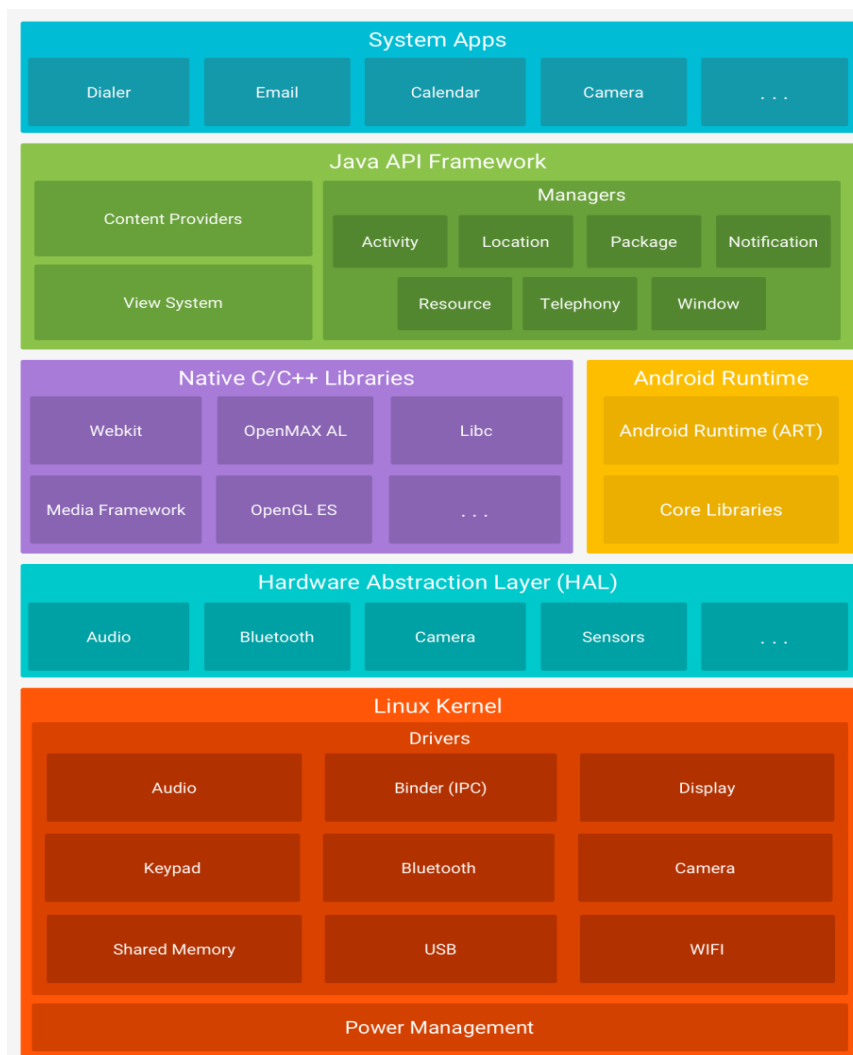 System Apps
Dialer
Email
Calendar
Camera
. . .
Java API Framework
Content Providers
View System
Managers
Activity
Location
Package
Notification
Resource
Telephony
Window
Native C/C++ Libraries
Webkit
OpenMAX AL
Libc
Media Framework
OpenGL ES
. . .
Android Runtime
Android Runtime (ART)
Core Libraries
Hardware Abstraction Layer (HAL)
Audio
Bluetooth
Camera
Sensors
. . .
Linux Kernel
Drivers
Audio
Binder (IPC)
Display
Keypad
Bluetooth
Camera
Shared Memory
USB
WIFI
Power Management